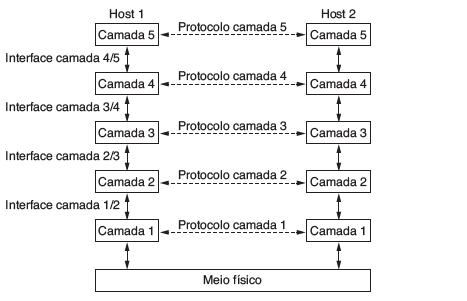 Host 1
Host 2
Camada 5
Protocolo camada 5
Camada 5
Interface camada 4/5
Camada 4
Protocolo camada 4
Camada 4
Interface camada 3/4
Camada 3
Protocolo camada 3
Camada 3
Interface camada 2/3
Camada 2
Protocolo camada 2
Camada 2
Interface camada 1/2
Camada 1
Protocolo camada 1
Camada 1
Meio físico